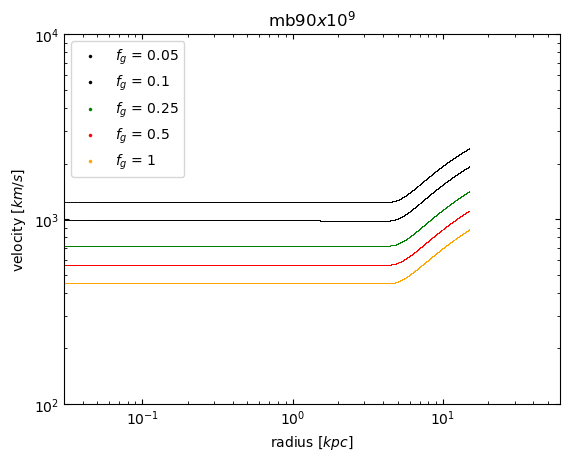 mb90x10^9
10^4
10^3
10^2
velocity [km/s]
f_g = 0.05
f_g = 0.1
f_g = 0.25
f_g = 0.5
f_g = 1
10^-1
10^0
10^1
radius [kpc]